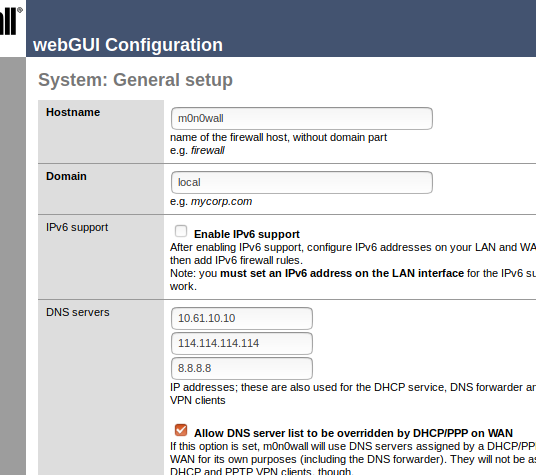 all®
webGUI Configuration
System: General setup
Hostname
m0n0wall
name of the firewall host, without domain part
e.g. firewall
Domain
local
e.g. mycorp.com
IPv6 support
Enable IPv6 support
After enabling IPv6 support, configure IPv6 addresses on your LAN and WA
then add IPv6 firewall rules.
Note: you must set an IPv6 address on the LAN interface for the IPv6 su
work.
DNS servers
10.61.10.10
114.114.114.114
8.8.8.8
IP addresses; these are also used for the DHCP service, DNS forwarder an
VPN clients
Allow DNS server list to be overridden by DHCP/PPP on WAN
If this option is set, m0n0wall will use DNS servers assigned by a DHCP/PP
WAN for its own purposes (including the DNS forwarder). They will not be as
DHCP and PPTP VPN clients, though.